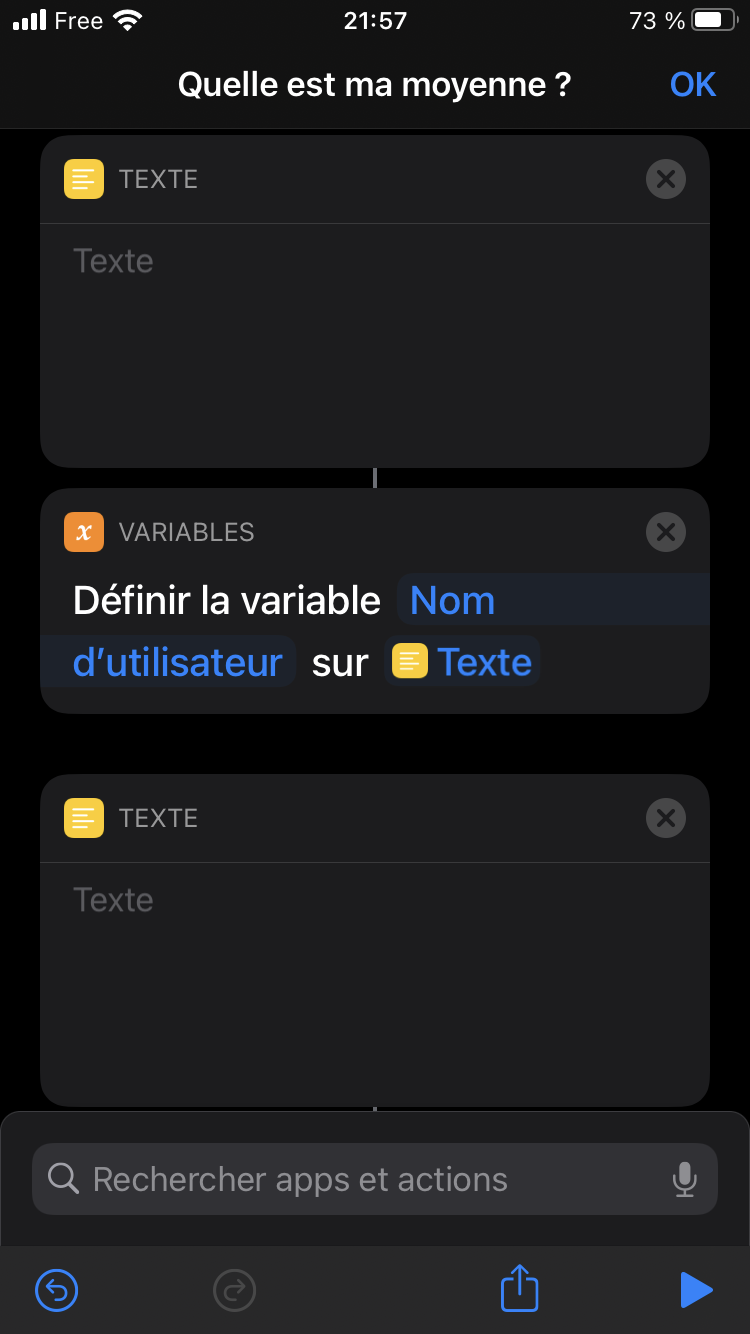 Free 21:57 73 %
Quelle est ma moyenne ? OK
TEXTE
Texte
x VARIABLES
Définir la variable Nom
d’utilisateur sur Texte
TEXTE
Texte
Rechercher apps et actions